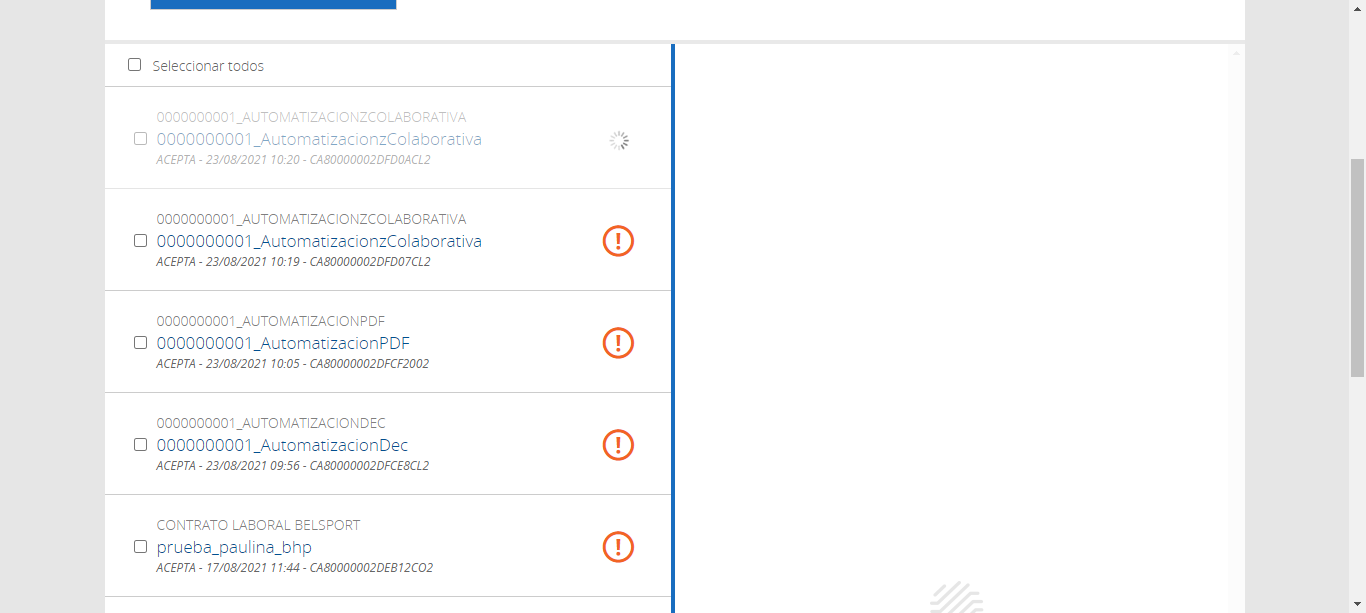 Seleccionar todos
0000000001_AUTOMATIZACIONZCOLABORATIVA
0000000001_AutomatizacionzColaborativa
ACEPTA - 23/08/2021 10:20 - CA80000002DFD0ACL2
0000000001_AUTOMATIZACIONZCOLABORATIVA
0000000001_AutomatizacionzColaborativa
ACEPTA - 23/08/2021 10:19 - CA80000002DFD07CL2
0000000001_AUTOMATIZACIONPDF
0000000001_AutomatizacionPDF
ACEPTA - 23/08/2021 10:05 - CA80000002DFCF2002
0000000001_AUTOMATIZACIONDEC
0000000001_AutomatizacionDec
ACEPTA - 23/08/2021 09:56 - CA80000002DFCE8CL2
CONTRATO LABORAL BELSPORT
prueba_paulina_bhp
ACEPTA - 17/08/2021 11:44 - CA80000002DEB12CO2